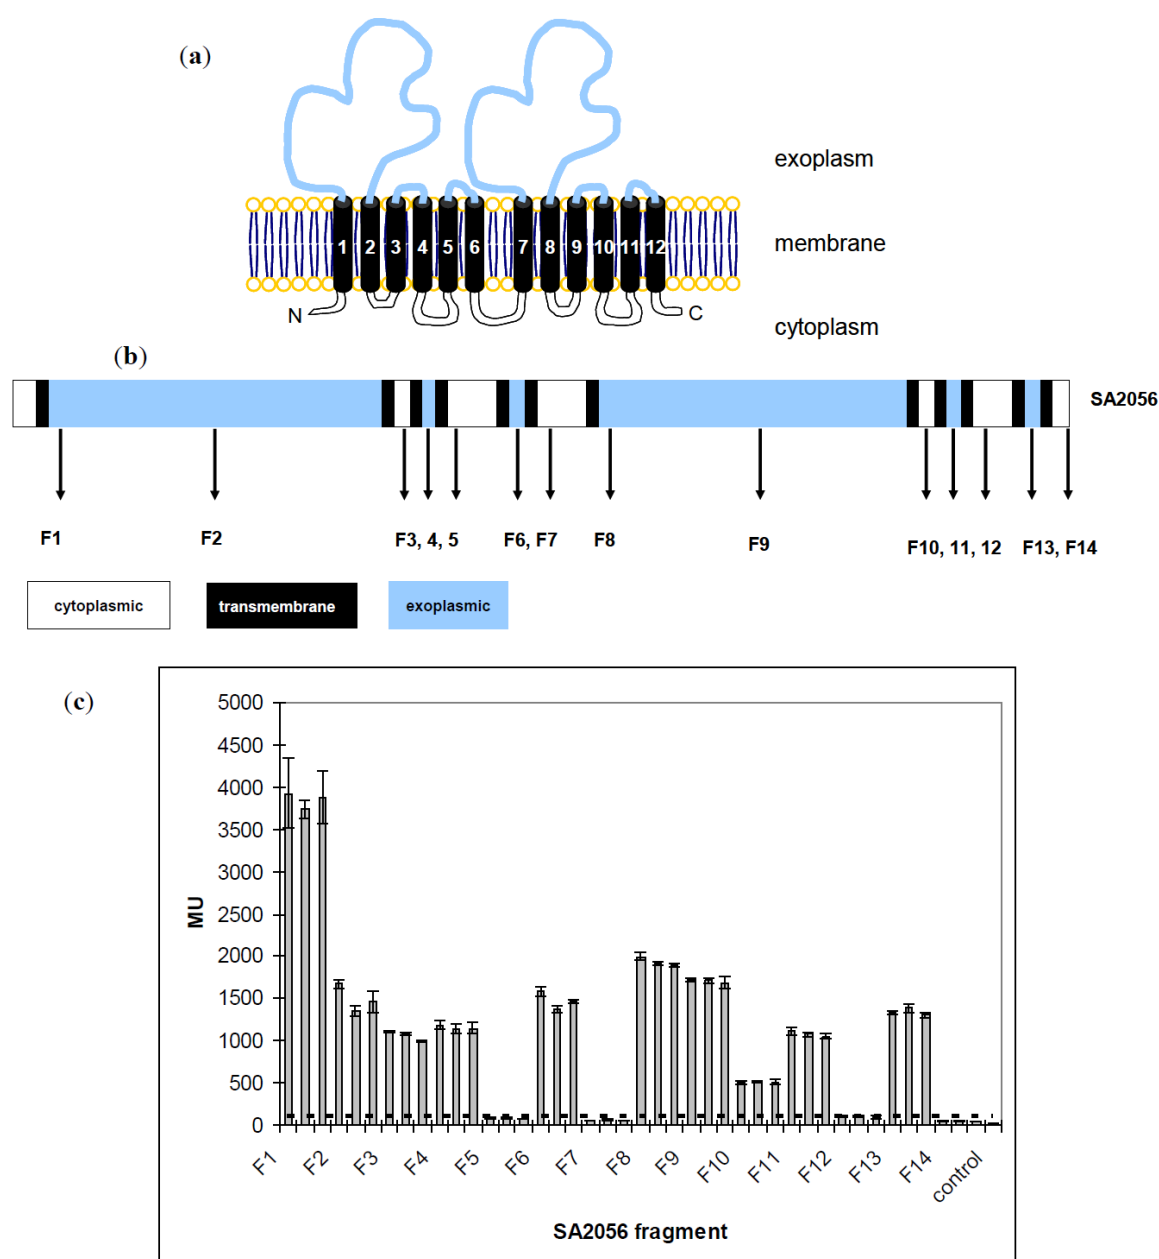 (a)
exoplasm
membrane
cytoplasm
1 2 3 4 5 6 7 8 9 10 11 12
N
C
(b)
SA2056
F1 F2 F3, 4, 5 F6, F7 F8 F9 F10, 11, 12 F13, F14
cytoplasmic transmembrane exoplasmic
(c)
5000
4500
4000
3500
3000
2500
2000
1500
1000
500
0
MU
F1 F2 F3 F4 F5 F6 F7 F8 F9 F10 F11 F12 F13 F14 control
SA2056 fragment